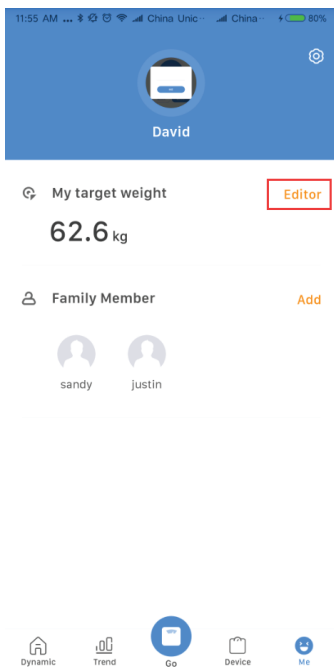 11:55 AM ... China Unic·· China·· 80%
David
My target weight Editor
62.6 kg
Family Member Add
sandy justin
Dynamic Trend Go Device Me